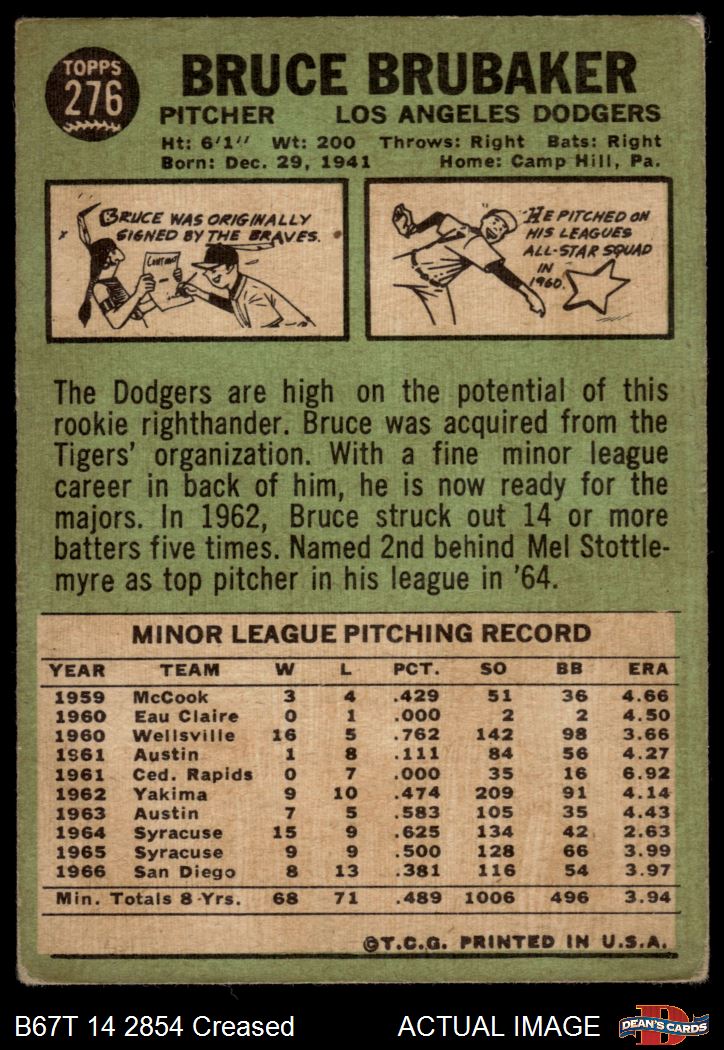 TOPPS
276
BRUCE BRUBAKER
PITCHER LOS ANGELES DODGERS
Ht: 6'1" Wt: 200 Throws: Right Bats: Right
Born: Dec. 29, 1941 Home: Camp Hill, Pa.
BRUCE WAS ORIGINALLY
SIGNED BY THE BRAVES.
CONTRACT
HE PITCHED ON
HIS LEAGUES
ALL-STAR SQUAD
IN
1960.
The Dodgers are high on the potential of this
rookie righthander. Bruce was acquired from the
Tigers' organization. With a fine minor league
career in back of him, he is now ready for the
majors. In 1962, Bruce struck out 14 or more
batters five times. Named 2nd behind Mel Stottle-
myre as top pitcher in his league in '64.
MINOR LEAGUE PITCHING RECORD
YEAR TEAM W L PCT. SO BB ERA
1959 McCook 3 4 .429 51 36 4.66
1960 Eau Claire 0 1 .000 2 2 4.50
1960 Wellsville 16 5 .762 142 98 3.66
1961 Austin 1 8 .111 84 56 4.27
1961 Ced. Rapids 0 7 .000 35 16 6.92
1962 Yakima 9 10 .474 209 91 4.14
1963 Austin 7 5 .583 105 35 4.43
1964 Syracuse 15 9 .625 134 42 2.63
1965 Syracuse 9 9 .500 128 66 3.99
1966 San Diego 8 13 .381 116 54 3.97
Min. Totals 8 Yrs. 68 71 .489 1006 496 3.94
©T.C.G. PRINTED IN U.S.A.
B67T 14 2854 Creased ACTUAL IMAGE
D
DEAN'S CARDS